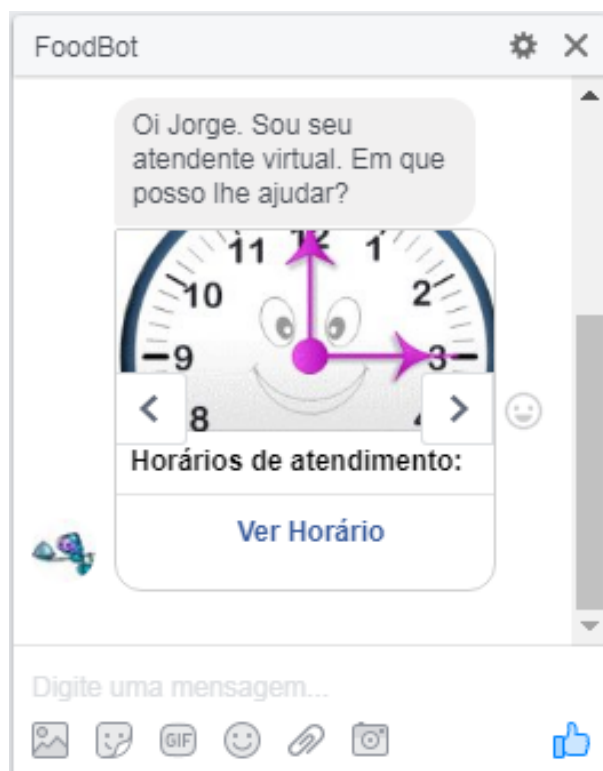 FoodBot
Oi Jorge. Sou seu
atendente virtual. Em que
posso lhe ajudar?
11 12 1
10 2
9 3
8
Horários de atendimento:
Ver Horário
Digite uma mensagem...
GIF